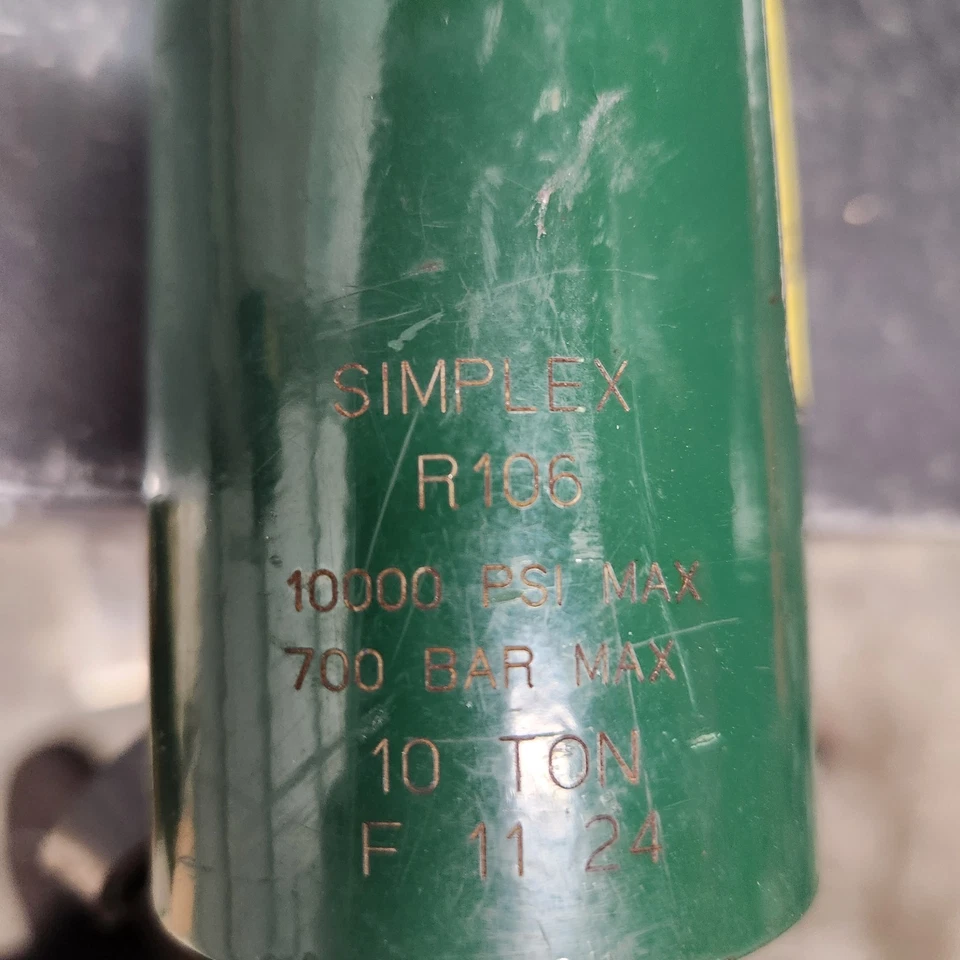 SIMPLEX
R106
10000 PSI MAX
700 BAR MAX
10 TON
F 11 24